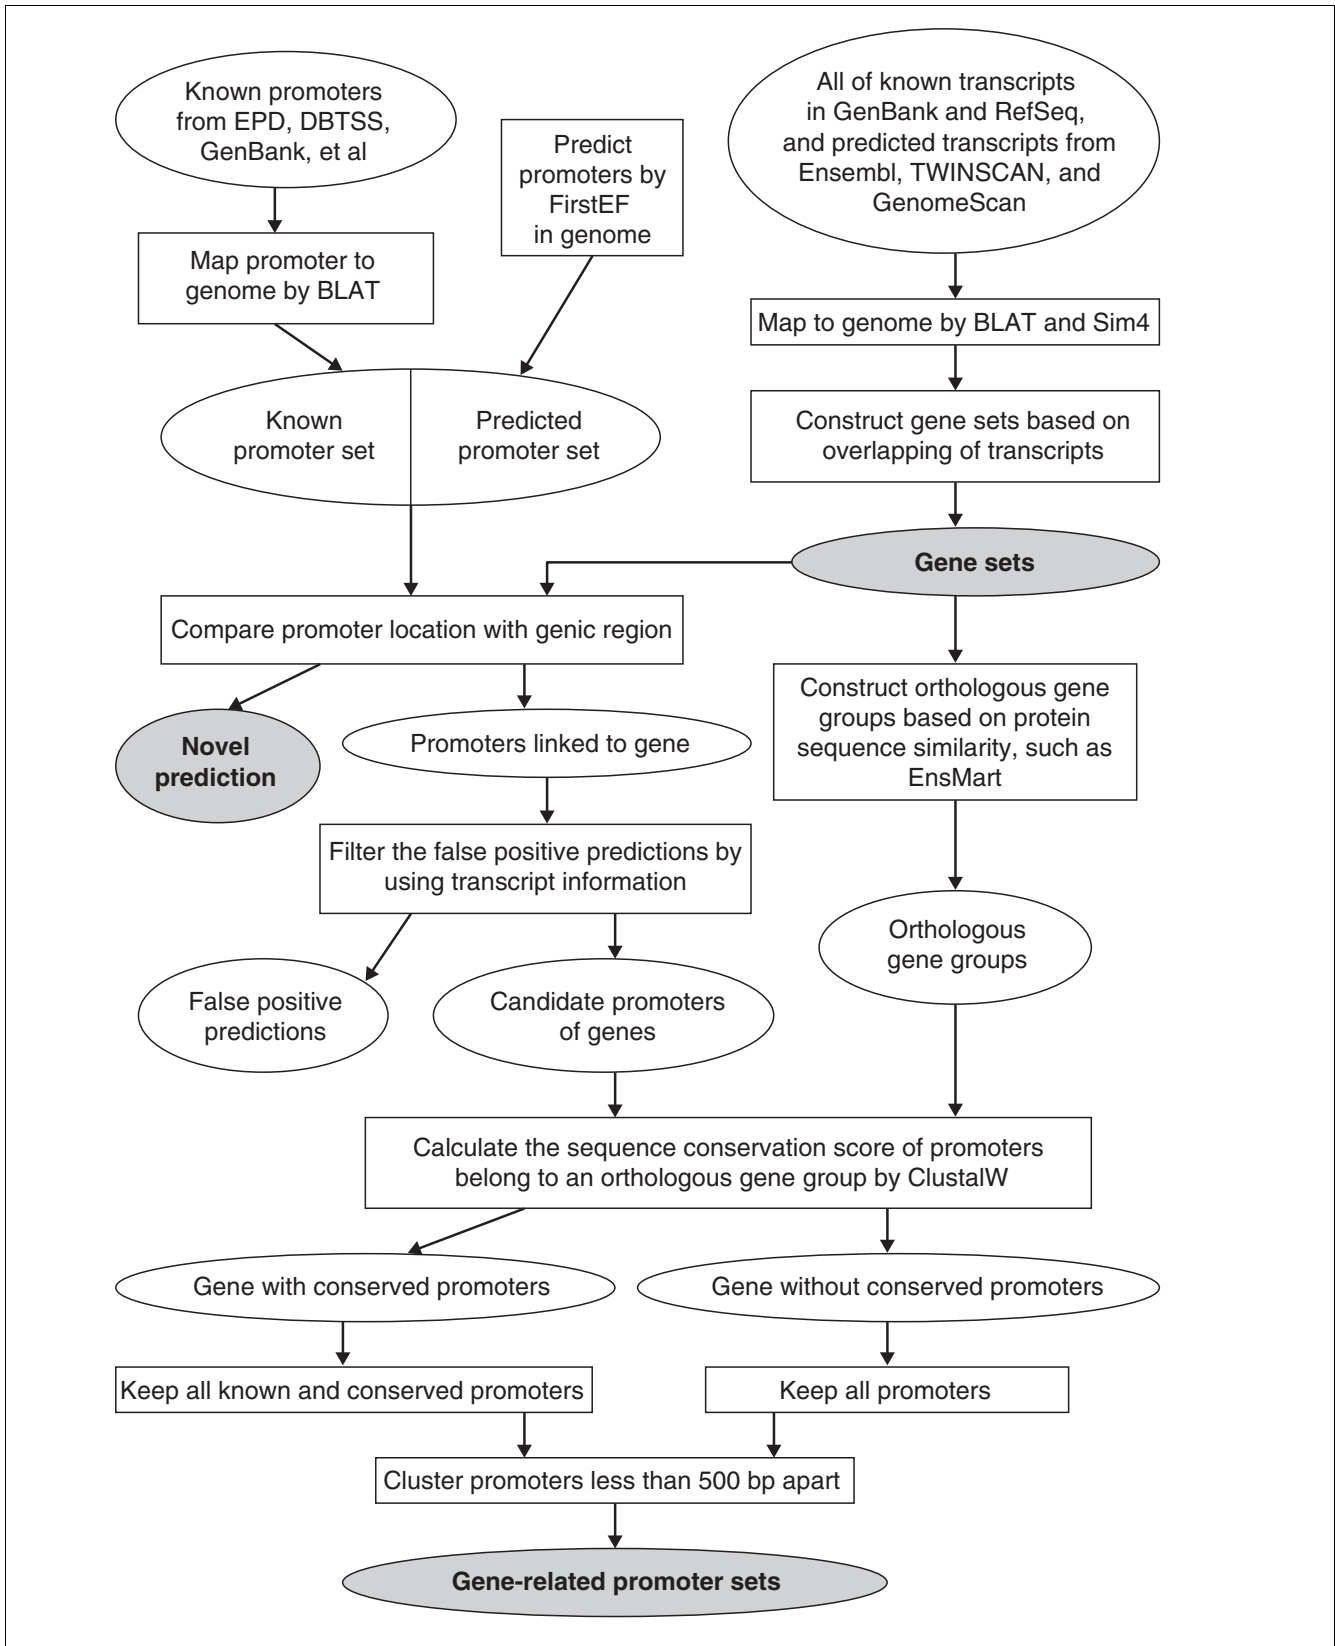 Known promoters
from EPD, DBTSS,
GenBank, et al
Predict
promoters by
FirstEF
in genome
All of known transcripts
in GenBank and RefSeq,
and predicted transcripts from
Ensembl, TWINSCAN, and
GenomeScan
Map promoter to
genome by BLAT
Map to genome by BLAT and Sim4
Known
promoter set
Predicted
promoter set
Construct gene sets based on
overlapping of transcripts
Gene sets
Compare promoter location with genic region
Novel
prediction
Promoters linked to gene
Construct orthologous gene
groups based on protein
sequence similarity, such as
EnsMart
Filter the false positive predictions by
using transcript information
Orthologous
gene groups
False positive
predictions
Candidate promoters
of genes
Calculate the sequence conservation score of promoters
belong to an orthologous gene group by ClustalW
Gene with conserved promoters
Gene without conserved promoters
Keep all known and conserved promoters
Keep all promoters
Cluster promoters less than 500 bp apart
Gene-related promoter sets